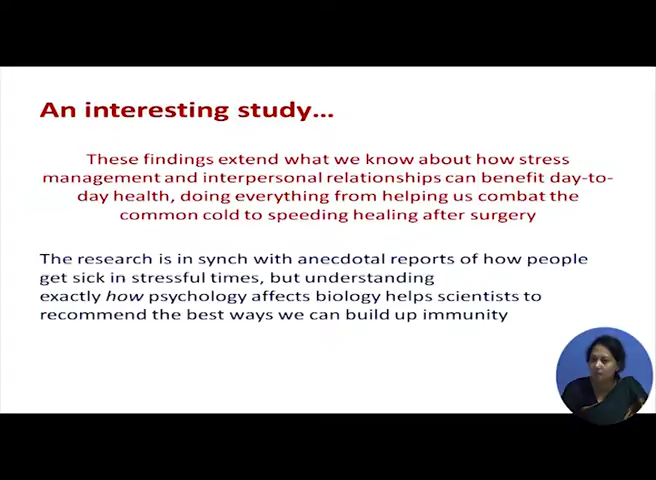 An interesting study...
These findings extend what we know about how stress
management and interpersonal relationships can benefit day-to-
day health, doing everything from helping us combat the
common cold to speeding healing after surgery
The research is in synch with anecdotal reports of how people
get sick in stressful times, but understanding
exactly how psychology affects biology helps scientists to
recommend the best ways we can build up immunity